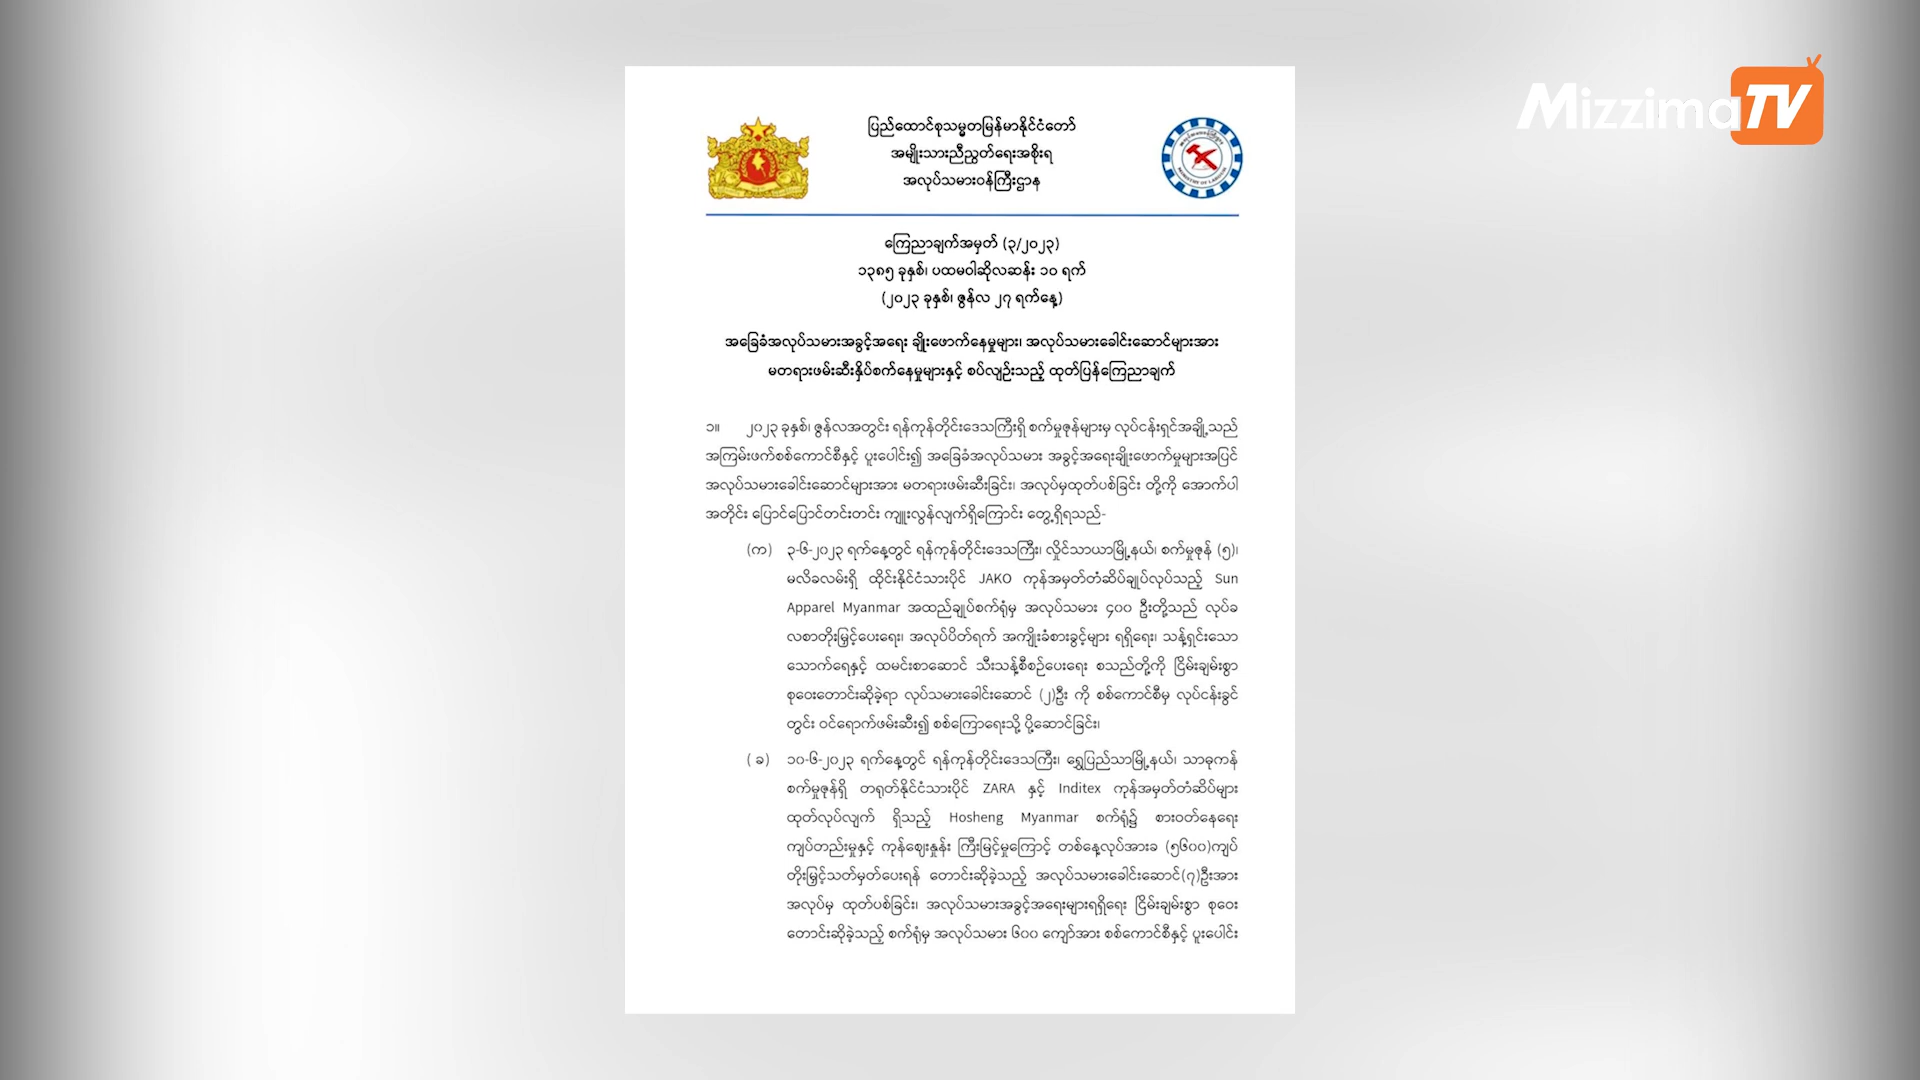 Mizzima TV
ပြည်ထောင်စုသမ္မတမြန်မာနိုင်ငံတော်
အမျိုးသားညီညွတ်ရေးအစိုးရ
အလုပ်သမားဝန်ကြီးဌာန
MINISTRY OF LABOUR
ကြေညာချက်အမှတ် (၃/၂၀၂၃)
၁၃၈၅ ခုနှစ်၊ ပထမဝါဆိုလဆန်း ၁၀ ရက်
(၂၀၂၃ ခုနှစ်၊ ဇွန်လ ၂၇ ရက်နေ့)
အခြေခံအလုပ်သမားအခွင့်အရေး ချိုးဖောက်နေမှုများ၊ အလုပ်သမားခေါင်းဆောင်များအား
မတရားဖမ်းဆီးနှိပ်စက်နေမှုများနှင့် စပ်လျဉ်းသည့် ထုတ်ပြန်ကြေညာချက်
၁။ ၂၀၂၃ ခုနှစ်၊ ဇွန်လအတွင်း ရန်ကုန်တိုင်းဒေသကြီးရှိ စက်မှုဇုန်များမှ လုပ်ငန်းရှင်အချို့သည်
အကြမ်းဖက်စစ်ကောင်စီနှင့် ပူးပေါင်း၍ အခြေခံအလုပ်သမား အခွင့်အရေးချိုးဖောက်မှုများအပြင်
အလုပ်သမားခေါင်းဆောင်များအား မတရားဖမ်းဆီးခြင်း၊ အလုပ်မှထုတ်ပစ်ခြင်း တို့ကို အောက်ပါ
အတိုင်း ပြောင်ပြောင်တင်းတင်း ကျူးလွန်လျက်ရှိကြောင်း တွေ့ရှိရသည်-
(က) ၃-၆-၂၀၂၃ ရက်နေ့တွင် ရန်ကုန်တိုင်းဒေသကြီး၊ လှိုင်သာယာမြို့နယ်၊ စက်မှုဇုန် (၅)၊
မလိခလမ်းရှိ ထိုင်းနိုင်ငံသားပိုင် JAKO ကုန်အမှတ်တံဆိပ်ချုပ်လုပ်သည့် Sun
Apparel Myanmar အထည်ချုပ်စက်ရုံမှ အလုပ်သမား ၄၀၀ ဦးတို့သည် လုပ်ခ
လစာတိုးမြှင့်ပေးရေး၊ အလုပ်ပိတ်ရက် အကျိုးခံစားခွင့်များ ရရှိရေး၊ သန့်ရှင်းသော
သောက်ရေနှင့် ထမင်းစားဆောင် သီးသန့်စီစဉ်ပေးရေး စသည်တို့ကို ငြိမ်းချမ်းစွာ
စုဝေးတောင်းဆိုခဲ့ရာ လုပ်သမားခေါင်းဆောင် (၂)ဦး ကို စစ်ကောင်စီမှ လုပ်ငန်းခွင်
တွင်း ဝင်ရောက်ဖမ်းဆီး၍ စစ်ကြောရေးသို့ ပို့ဆောင်ခြင်း၊
( ခ ) ၁၀-၆-၂၀၂၃ ရက်နေ့တွင် ရန်ကုန်တိုင်းဒေသကြီး၊ ရွှေပြည်သာမြို့နယ်၊ သာဓုကန်
စက်မှုဇုန်ရှိ တရုတ်နိုင်ငံသားပိုင် ZARA နှင့် Inditex ကုန်အမှတ်တံဆိပ်များ
ထုတ်လုပ်လျက် ရှိသည့် Hosheng Myanmar စက်ရုံ၌ စားဝတ်နေရေး
ကျပ်တည်းမှုနှင့် ကုန်ဈေးနှုန်း ကြီးမြင့်မှုကြောင့် တစ်နေ့လုပ်အားခ (၅၆၀၀)ကျပ်
တိုးမြှင့်သတ်မှတ်ပေးရန် တောင်းဆိုခဲ့သည့် အလုပ်သမားခေါင်းဆောင်(၇)ဦးအား
အလုပ်မှ ထုတ်ပစ်ခြင်း၊ အလုပ်သမားအခွင့်အရေးများရရှိရေး ငြိမ်းချမ်းစွာ စုဝေး
တောင်းဆိုခဲ့သည့် စက်ရုံမှ အလုပ်သမား ၆၀၀ ကျော်အား စစ်ကောင်စီနှင့် ပူးပေါင်း